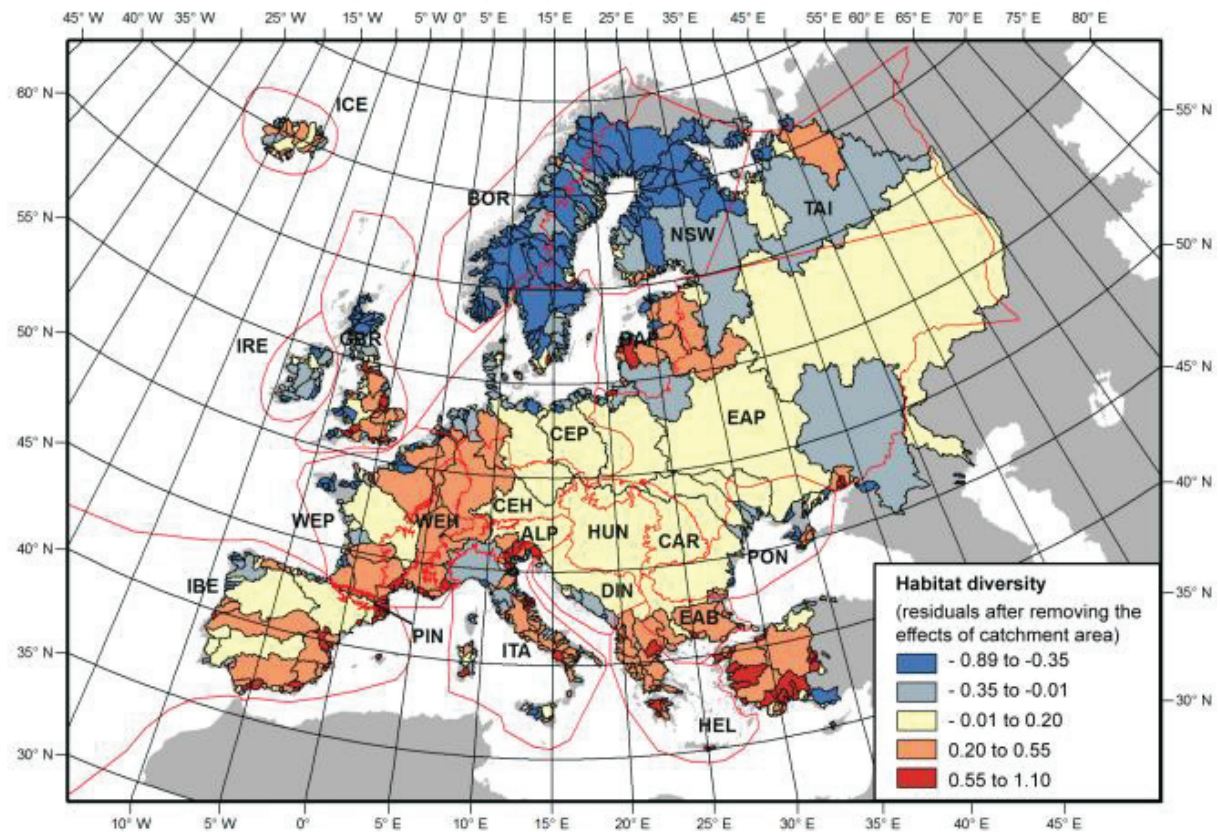 45° W 35° W 25° W 15° W 0° 5° E 15° E 25° E 35° E 45° E 55° E 60° E 65° E 70° E 80° E
60° N
55° N
50° N
45° N
40° N
35° N
30° N
55° N
50° N
45° N
40° N
35° N
30° N
ICE
BOR
TAI
NSW
IRE
GBR
BAP
EAP
CEP
CEH
WEP
WEH
ALP
HUN
CAR
PON
IBE
DIN
EAB
PIN
ITA
HEL
Habitat diversity
(residuals after removing the
effects of catchment area)
- 0.89 to -0.35
- 0.35 to -0.01
- 0.01 to 0.20
0.20 to 0.55
0.55 to 1.10
10° W 5° W 0° 5° E 10° E 15° E 20° E 25° E 30° E 35° E 40° E 45° E